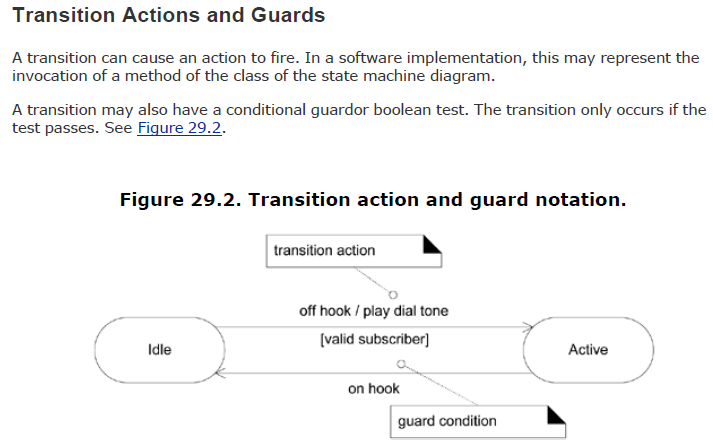 Transition Actions and Guards
A transition can cause an action to fire. In a software implementation, this may represent the
invocation of a method of the class of the state machine diagram.
A transition may also have a conditional guardor boolean test. The transition only occurs if the
test passes. See Figure 29.2.
Figure 29.2. Transition action and guard notation.
transition action
off hook / play dial tone
[valid subscriber]
Idle
Active
on hook
guard condition